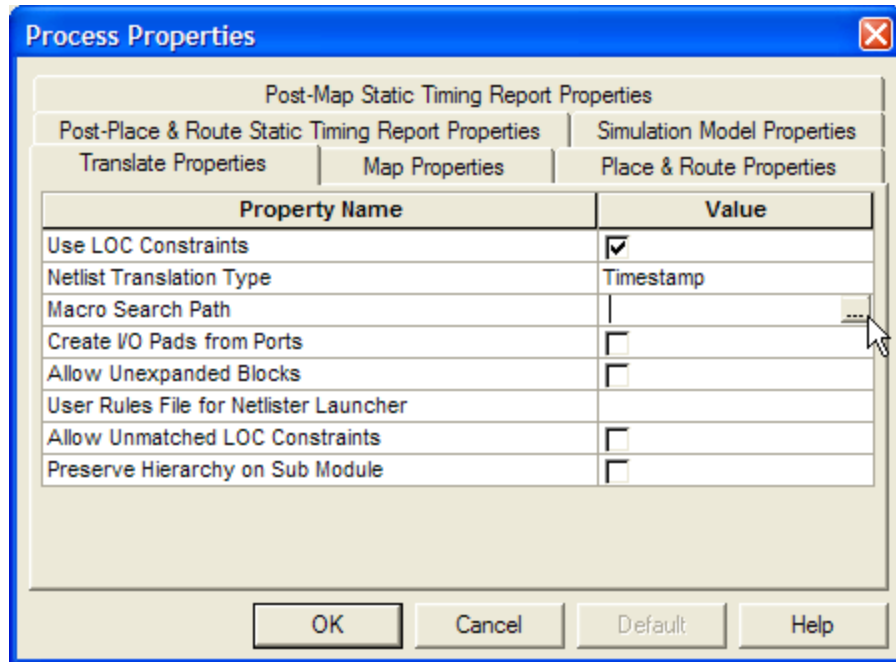 Process Properties
Post-Map Static Timing Report Properties
Post-Place & Route Static Timing Report Properties Simulation Model Properties
Translate Properties Map Properties Place & Route Properties
Property Name Value
Use LOC Constraints
Netlist Translation Type Timestamp
Macro Search Path ...
Create I/O Pads from Ports
Allow Unexpanded Blocks
User Rules File for Netlister Launcher
Allow Unmatched LOC Constraints
Preserve Hierarchy on Sub Module
OK Cancel Default Help